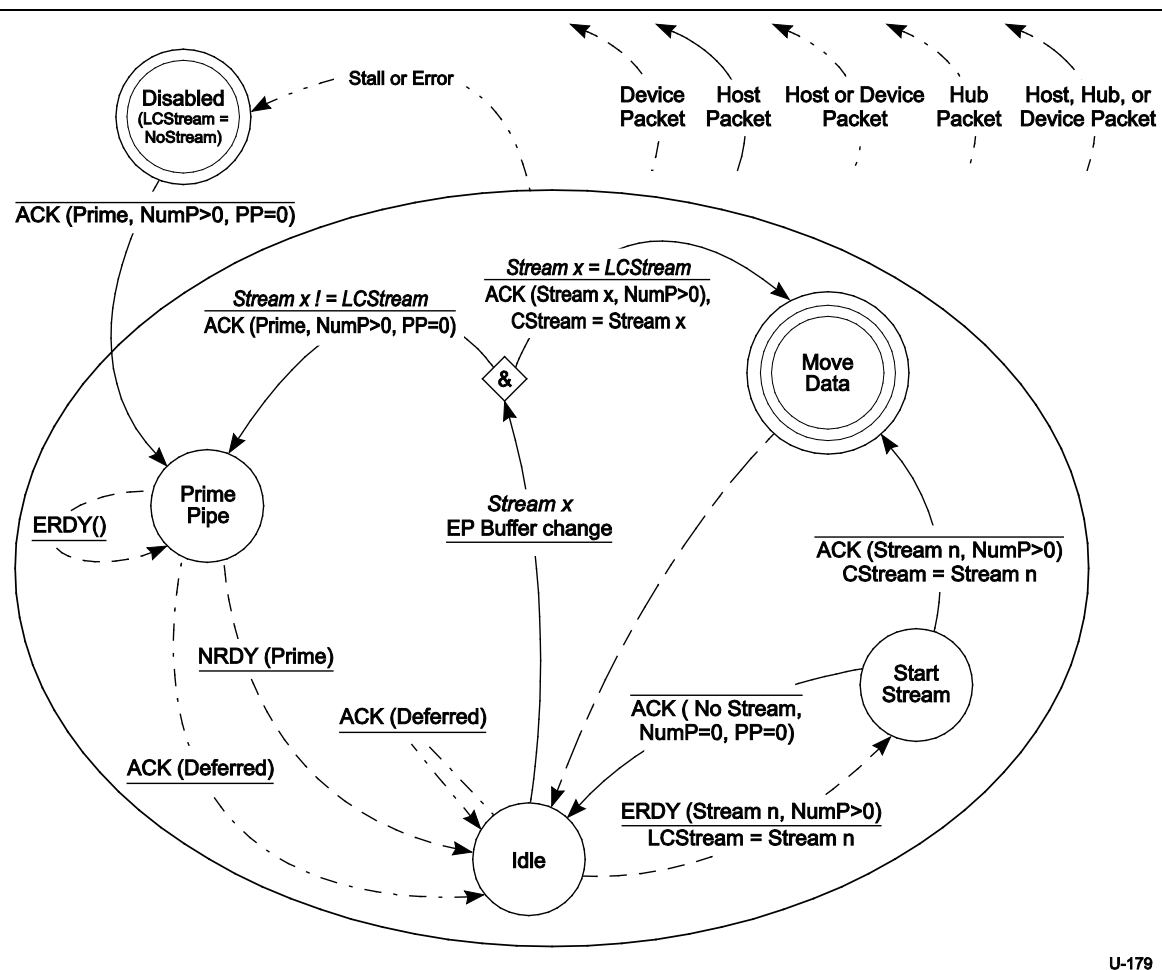 Disabled
(LCStream =
NoStream)
Stall or Error
Device
Packet
Host
Packet
Host or Device
Packet
Hub
Packet
Host, Hub, or
Device Packet
ACK (Prime, NumP>0, PP=0)
Stream x ! = LCStream
ACK (Prime, NumP>0, PP=0)
Stream x = LCStream
ACK (Stream x, NumP>0),
CStream = Stream x
&
Move
Data
Prime
Pipe
ERDY()
Stream x
EP Buffer change
ACK (Stream n, NumP>0)
CStream = Stream n
NRDY (Prime)
Start
Stream
ACK ( No Stream,
NumP=0, PP=0)
ACK (Deferred)
ACK (Deferred)
ERDY (Stream n, NumP>0)
LCStream = Stream n
Idle
U-179